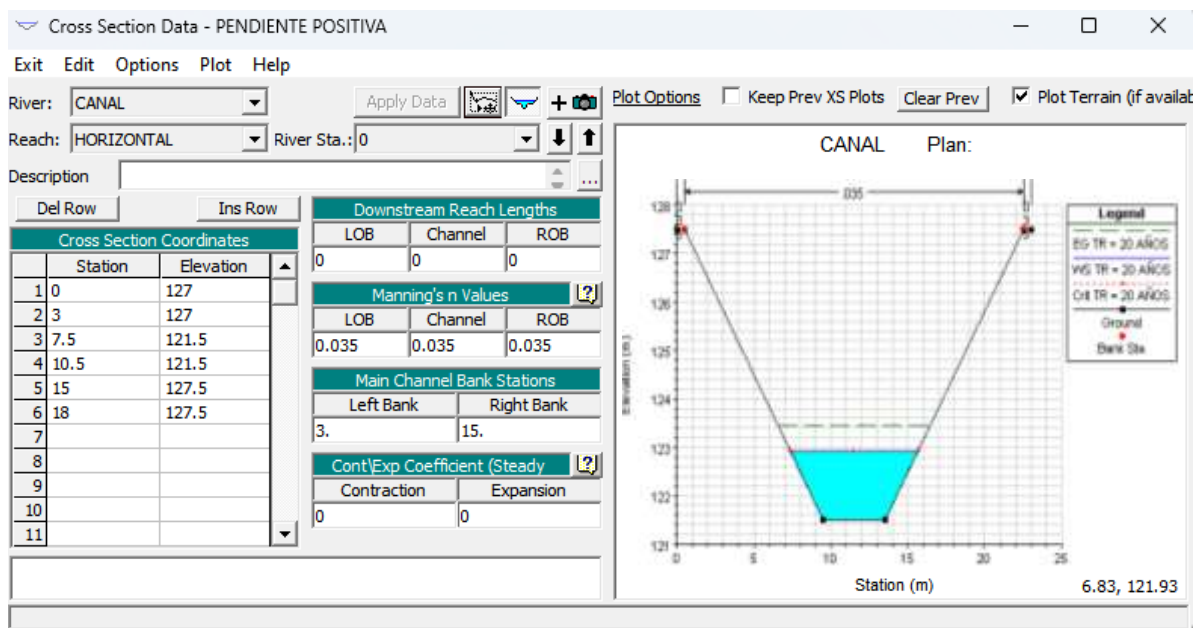 Cross Section Data - PENDIENTE POSITIVA
Exit Edit Options Plot Help
River: CANAL Apply Data
Reach: HORIZONTAL River Sta.: 0
Description ...
Del Row Ins Row
Cross Section Coordinates
Station Elevation
1 0 127
2 3 127
3 7.5 121.5
4 10.5 121.5
5 15 127.5
6 18 127.5
7
8
9
10
11
Downstream Reach Lengths
LOB Channel ROB
0 0 0
Manning's n Values
LOB Channel ROB
0.035 0.035 0.035
Main Channel Bank Stations
Left Bank Right Bank
3. 15.
Cont\Exp Coefficient (Steady
Contraction Expansion
0 0
Plot Options Keep Prev XS Plots Clear Prev Plot Terrain (if availab
CANAL Plan:
.035
128
127
126
125
124
123
122
121
Elevation (m)
0 5 10 15 20 25
Station (m)
Legend
EG TR = 20 AÑOS
WS TR = 20 AÑOS
Crit TR = 20 AÑOS
Ground
Bank Sta
6.83, 121.93